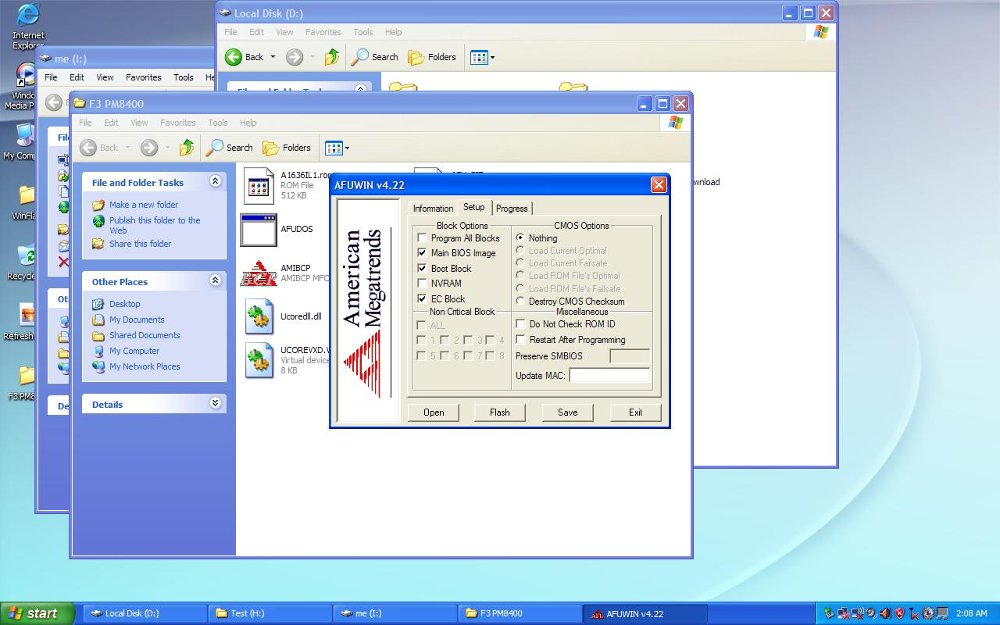 Internet
Explorer
Windo
Media P
My Com
WinFla
Recycle
Refresh
F3 PM8
Local Disk (D:)
File Edit View Favorites Tools Help
Back Search Folders
me (I:)
File Edit View Favorites Tools He
F3 PM8400
File Edit View Favorites Tools Help
Back Search Folders
File and Folder Tasks
Make a new folder
Publish this folder to the
Web
Share this folder
Other Places
Desktop
My Documents
Shared Documents
My Computer
My Network Places
Details
Fil
Ot
De
A1636IL1.rom
ROM File
512 KB
AFUDOS
AMIBCP
AMIBCP MFC
Ucoredll.dll
UCOREVXD.V
Virtual device
8 KB
wnload
AFUWIN v4.22
American
Megatrends
Information Setup Progress
Block Options
Program All Blocks
Main BIOS Image
Boot Block
NVRAM
EC Block
Non Critical Block
ALL
1 2 3 4
5 6 7 8
CMOS Options
Nothing
Load Current Optimal
Load Current Failsafe
Load ROM File's Optimal
Load ROM File's Failsafe
Destroy CMOS Checksum
Miscellaneous
Do Not Check ROM ID
Restart After Programming
Preserve SMBIOS
Update MAC:
Open Flash Save Exit
start
Local Disk (D:)
Test (H:)
me (I:)
F3 PM8400
AFUWIN v4.22
2:08 AM